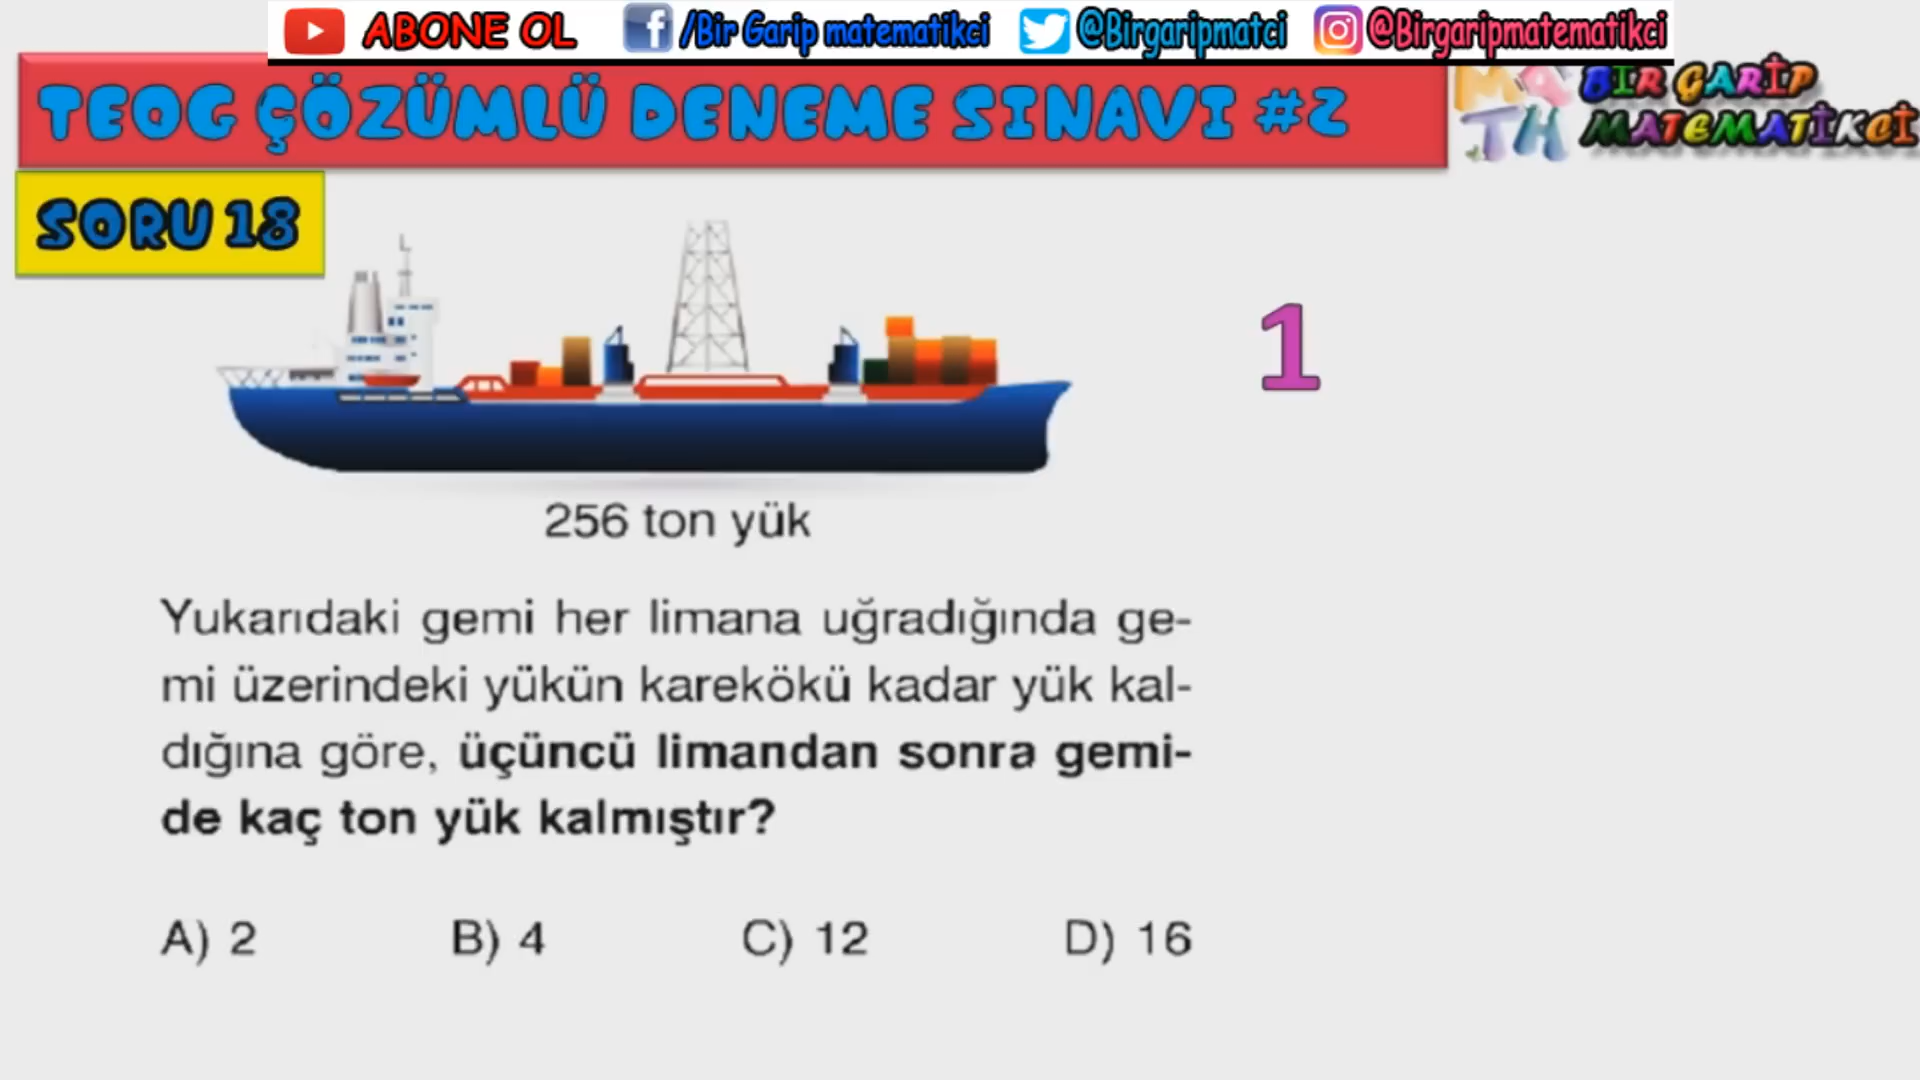 ABONE OL /Bir Garip matematikci @Birgaripmatci @Birgaripmatematikci
TEOG ÇÖZÜMLÜ DENEME SINAVI #2
MATH BİR GARİP
MATEMATİKCİ
SORU 18
1
256 ton yük
Yukarıdaki gemi her limana uğradığında ge-
mi üzerindeki yükün karekökü kadar yük kal-
dığına göre, üçüncü limandan sonra gemi-
de kaç ton yük kalmıştır?
A) 2 B) 4 C) 12 D) 16